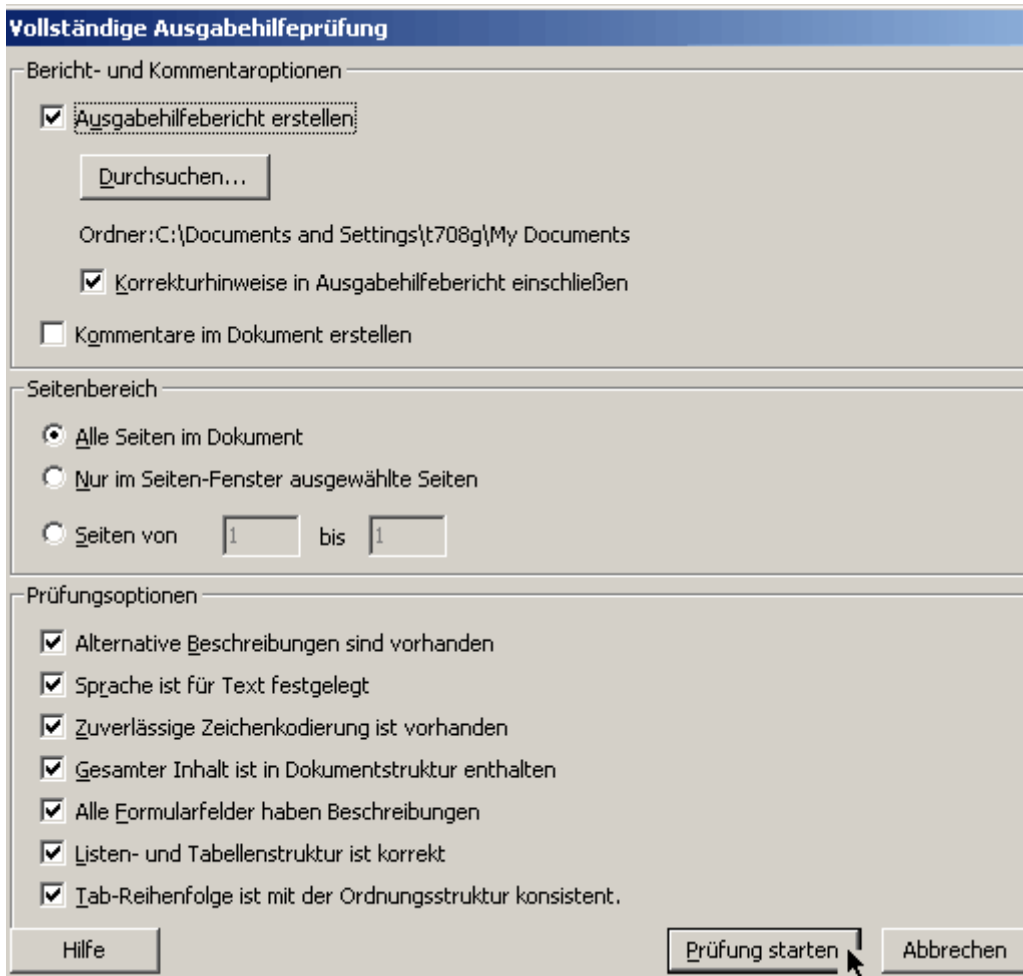 Vollständige Ausgabehilfeprüfung
Bericht- und Kommentaroptionen
Ausgabehilfebericht erstellen
Durchsuchen...
Ordner:C:\Documents and Settings\t708g\My Documents
Korrekturhinweise in Ausgabehilfebericht einschließen
Kommentare im Dokument erstellen
Seitenbereich
Alle Seiten im Dokument
Nur im Seiten-Fenster ausgewählte Seiten
Seiten von 1 bis 1
Prüfungsoptionen
Alternative Beschreibungen sind vorhanden
Sprache ist für Text festgelegt
Zuverlässige Zeichenkodierung ist vorhanden
Gesamter Inhalt ist in Dokumentstruktur enthalten
Alle Formularfelder haben Beschreibungen
Listen- und Tabellenstruktur ist korrekt
Tab-Reihenfolge ist mit der Ordnungsstruktur konsistent.
Hilfe Prüfung starten Abbrechen